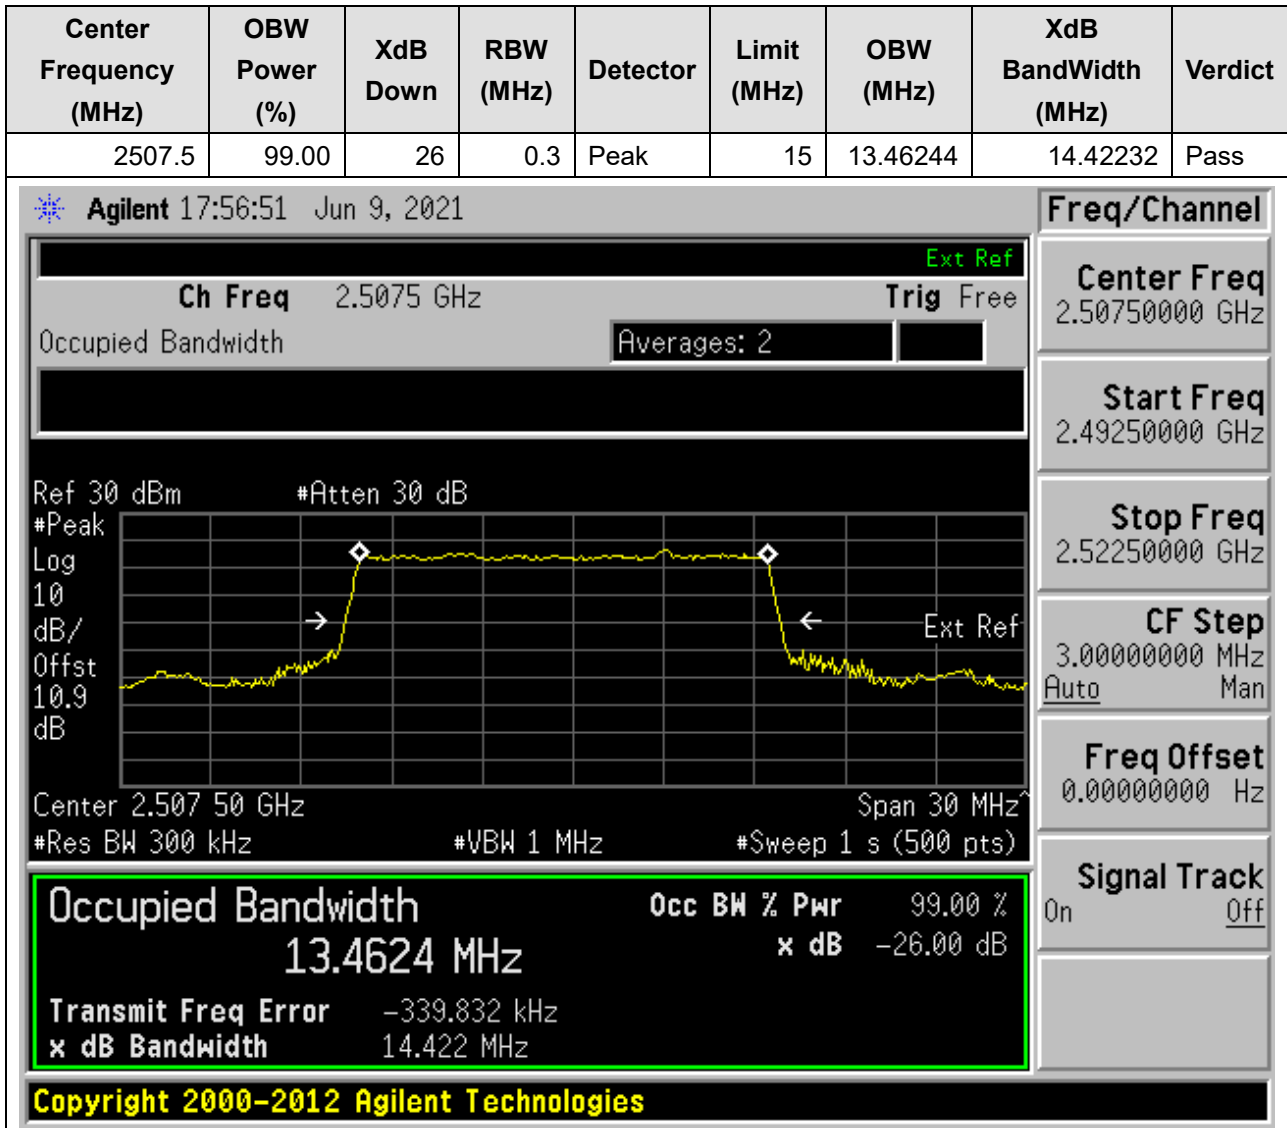 Center Frequency (MHz) OBW Power (%) XdB Down RBW (MHz) Detector Limit (MHz) OBW (MHz) XdB BandWidth (MHz) Verdict
2507.5 99.00 26 0.3 Peak 15 13.46244 14.42232 Pass
Agilent 17:56:51 Jun 9, 2021
Freq/Channel
Ext Ref
Ch Freq 2.5075 GHz Trig Free
Occupied Bandwidth Averages: 2
Center Freq
2.50750000 GHz
Start Freq
2.49250000 GHz
Stop Freq
2.52250000 GHz
CF Step
3.00000000 MHz
Auto Man
Freq Offset
0.00000000 Hz
Signal Track
On Off
Ref 30 dBm #Atten 30 dB
#Peak
Log
10
dB/
Offst
10.9
dB
Ext Ref
Center 2.507 50 GHz Span 30 MHz^
#Res BW 300 kHz #VBW 1 MHz #Sweep 1 s (500 pts)
Occupied Bandwidth Occ BW % Pwr 99.00 %
13.4624 MHz x dB -26.00 dB
Transmit Freq Error -339.832 kHz
x dB Bandwidth 14.422 MHz
Copyright 2000-2012 Agilent Technologies